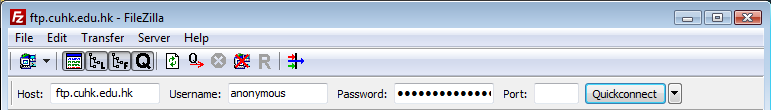 ftp.cuhk.edu.hk - FileZilla
File Edit Transfer Server Help
Host: ftp.cuhk.edu.hk Username: anonymous Password: ●●●●●●●●●●●●●● Port: Quickconnect